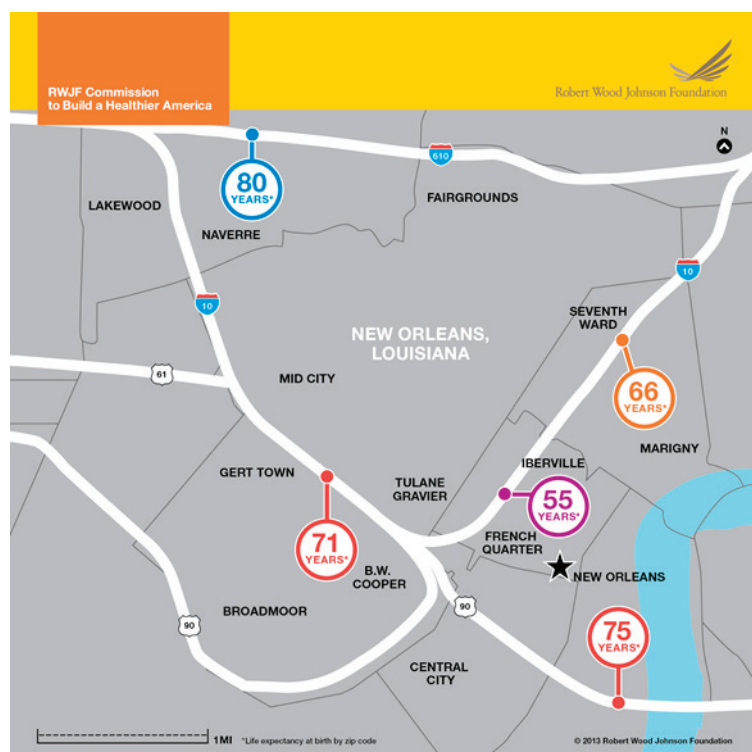 RWJF Commission
to Build a Healthier America
Robert Wood Johnson Foundation
N
610
80
YEARS*
LAKEWOOD
FAIRGROUNDS
NAVERRE
10
10
SEVENTH
WARD
NEW ORLEANS,
LOUISIANA
61
MID CITY
66
YEARS*
MARIGNY
GERT TOWN
TULANE
GRAVIER
IBERVILLE
55
YEARS*
71
YEARS*
FRENCH
QUARTER
B.W.
COOPER
NEW ORLEANS
90
BROADMOOR
90
75
YEARS*
CENTRAL
CITY
1MI
*Life expectancy at birth by zip code
© 2013 Robert Wood Johnson Foundation